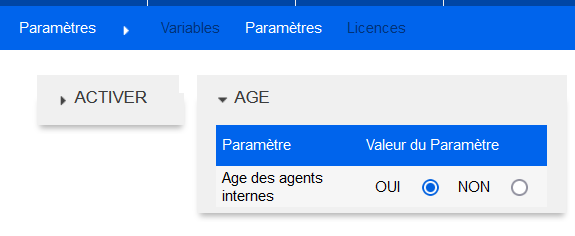 Paramètres Variables Paramètres Licences
ACTIVER
AGE
Paramètre Valeur du Paramètre
Age des agents internes OUI NON